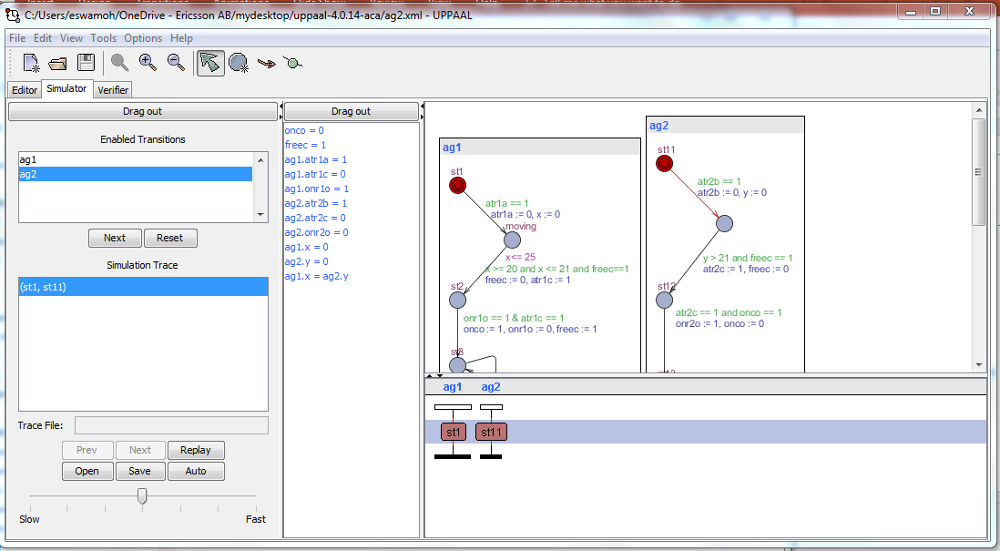 C:/Users/eswamoh/OneDrive - Ericsson AB/mydesktop/uppaal-4.0.14-aca/ag2.xml - UPPAAL
File Edit View Tools Options Help
Editor Simulator Verifier
Drag out
Enabled Transitions
ag1
ag2
Next Reset
Simulation Trace
(st1, st11)
Trace File:
Prev Next Replay
Open Save Auto
Slow Fast
Drag out
onco = 0
freec = 1
ag1.atr1a = 1
ag1.atr1c = 0
ag1.onr1o = 1
ag2.atr2b = 1
ag2.atr2c = 0
ag2.onr2o = 0
ag1.x = 0
ag2.y = 0
ag1.x = ag2.y
ag1
st1
atr1a == 1
atr1a := 0, x := 0
moving
x<= 25
x >= 20 and x <= 21 and freec==1
freec := 0, atr1c := 1
st2
onr1o == 1 & atr1c == 1
onco := 1, onr1o := 0, freec := 1
st3
ag2
st11
atr2b == 1
atr2b := 0, y := 0
y > 21 and freec == 1
atr2c := 1, freec := 0
st12
atr2c == 1 and onco == 1
onr2o := 1, onco := 0
ag1 ag2
st1 st11